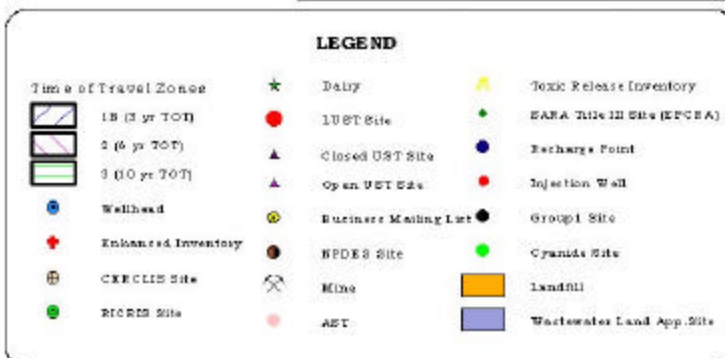 LEGEND
Time of Travel Zones
1B (3 yr TOT)
2 (6 yr TOT)
3 (10 yr TOT)
Wellhead
Enhanced Inventory
CERCLIS Site
RICRIS Site
Dairy
LUST Site
Closed UST Site
Open UST Site
Business Mailing List
NPDES Site
Mine
AST
Toxic Release Inventory
SARA Title III Site (EPCRA)
Recharge Point
Injection Well
Group1 Site
Cyanide Site
Landfill
Wastewater Land App. Site